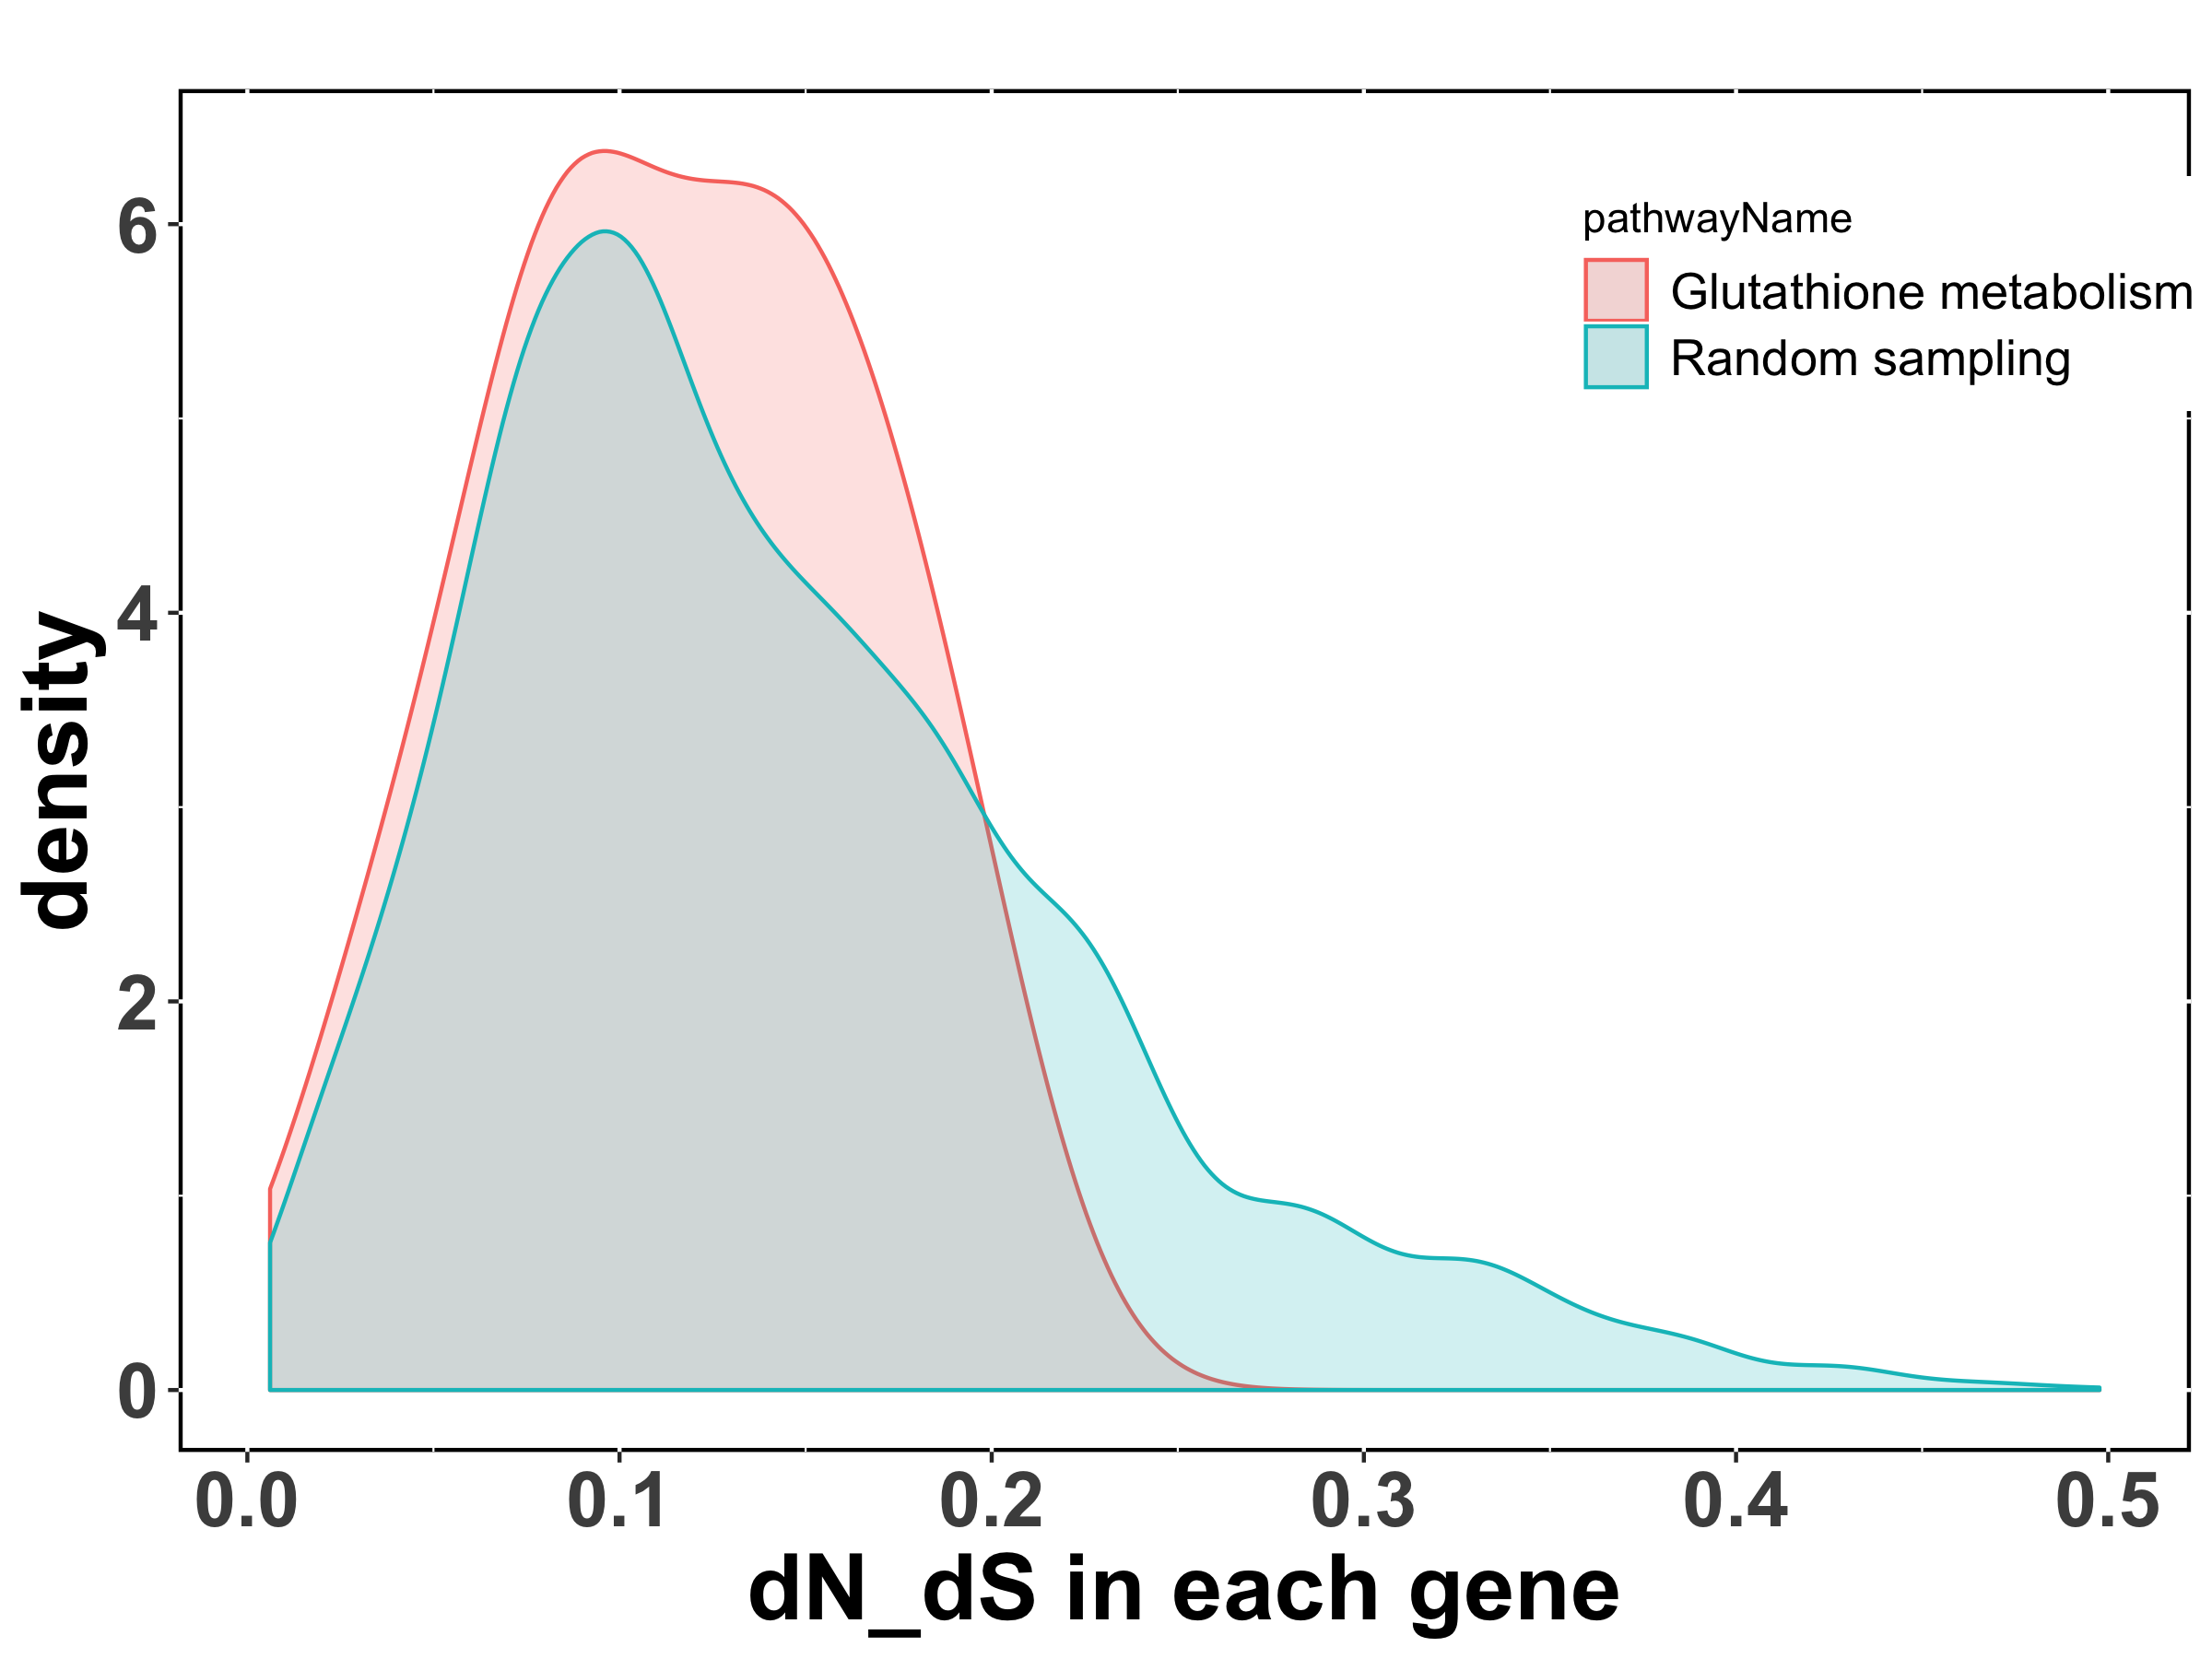 pathwayName
Glutathione metabolism
Random sampling
density
6
4
2
0
0.0 0.1 0.2 0.3 0.4 0.5
dN_dS in each gene